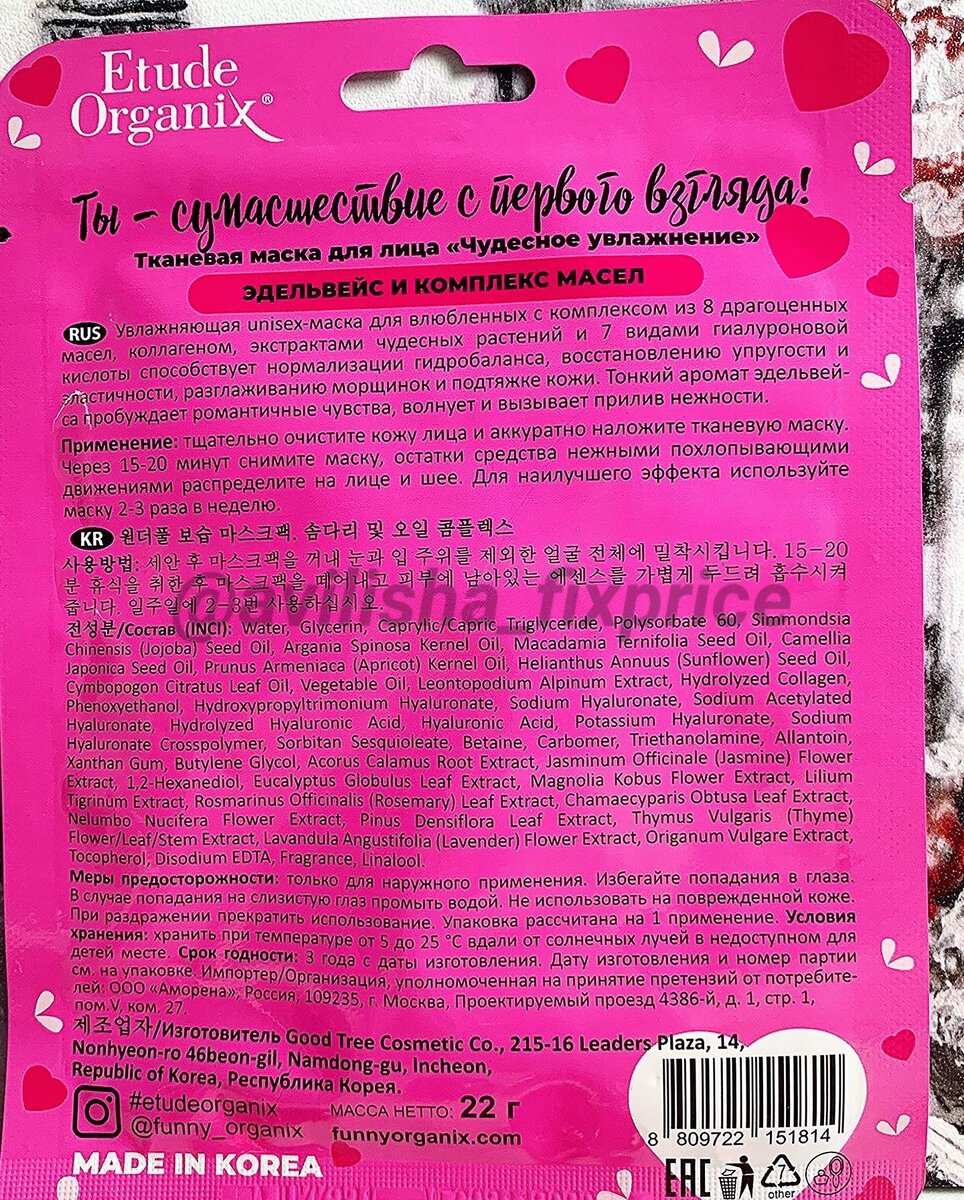 Etude
Organix®
Ты - сумасшествие с первого взгляда!
Тканевая маска для лица «Чудесное увлажнение»
ЭДЕЛЬВЕЙС И КОМПЛЕКС МАСЕЛ
RUS Увлажняющая unisex-маска для влюбленных с комплексом из 8 драгоценных
масел, коллагеном, экстрактами чудесных растений и 7 видами гиалуроновой
кислоты способствует нормализации гидробаланса, восстановлению упругости и
эластичности, разглаживанию морщинок и подтяжке кожи. Тонкий аромат эдельвей-
са пробуждает романтичные чувства, волнует и вызывает прилив нежности.
Применение: тщательно очистите кожу лица и аккуратно наложите тканевую маску.
Через 15-20 минут снимите маску, остатки средства нежными похлопывающими
движениями распределите на лице и шее. Для наилучшего эффекта используйте
маску 2-3 раза в неделю.
KR 원더풀 보습 마스크팩. 솜다리 및 오일 콤플렉스
사용방법: 세안 후 마스크팩을 꺼내 눈과 입 주위를 제외한 얼굴 전체에 밀착시킵니다. 15-20
분 휴식을 취한 후 마스크팩을 떼어내고 피부에 남아있는 에센스를 가볍게 두드려 흡수시켜
줍니다. 일주일에 2-3번 사용하십시오.
@avdlisha_fixprice
전성분/Состав (INCI): Water, Glycerin, Caprylic/Capric Triglyceride, Polysorbate 60, Simmondsia
Chinensis (Jojoba) Seed Oil, Argania Spinosa Kernel Oil, Macadamia Ternifolia Seed Oil, Camellia
Japonica Seed Oil, Prunus Armeniaca (Apricot) Kernel Oil, Helianthus Annuus (Sunflower) Seed Oil,
Cymbopogon Citratus Leaf Oil, Vegetable Oil, Leontopodium Alpinum Extract, Hydrolyzed Collagen,
Phenoxyethanol, Hydroxypropyltrimonium Hyaluronate, Sodium Hyaluronate, Sodium Acetylated
Hyaluronate, Hydrolyzed Hyaluronic Acid, Hyaluronic Acid, Potassium Hyaluronate, Sodium
Hyaluronate Crosspolymer, Sorbitan Sesquioleate, Betaine, Carbomer, Triethanolamine, Allantoin,
Xanthan Gum, Butylene Glycol, Acorus Calamus Root Extract, Jasminum Officinale (Jasmine) Flower
Extract, 1,2-Hexanediol, Eucalyptus Globulus Leaf Extract, Magnolia Kobus Flower Extract, Lilium
Tigrinum Extract, Rosmarinus Officinalis (Rosemary) Leaf Extract, Chamaecyparis Obtusa Leaf Extract,
Nelumbo Nucifera Flower Extract, Pinus Densiflora Leaf Extract, Thymus Vulgaris (Thyme)
Flower/Leaf/Stem Extract, Lavandula Angustifolia (Lavender) Flower Extract, Origanum Vulgare Extract,
Tocopherol, Disodium EDTA, Fragrance, Linalool.
Меры предосторожности: только для наружного применения. Избегайте попадания в глаза.
В случае попадания на слизистую глаз промыть водой. Не использовать на поврежденной коже.
При раздражении прекратить использование. Упаковка рассчитана на 1 применение. Условия
хранения: хранить при температуре от 5 до 25 °С вдали от солнечных лучей в недоступном для
детей месте. Срок годности: 3 года с даты изготовления. Дату изготовления и номер партии
см. на упаковке. Импортер/Организация, уполномоченная на принятие претензий от потребите-
лей: ООО «Аморена», Россия, 109235, г. Москва, Проектируемый проезд 4386-й, д. 1, стр. 1,
пом.V, ком. 27.
제조업자/Изготовитель Good Tree Cosmetic Co., 215-16 Leaders Plaza, 14,
Nonhyeon-ro 46beon-gil, Namdong-gu, Incheon,
Republic of Korea, Республика Корея.
#etudeorganix
@funny_organix
МАССА НЕТТО: 22 г
funnyorganix.com
8 809722 151814
MADE IN KOREA
EAC
7
other